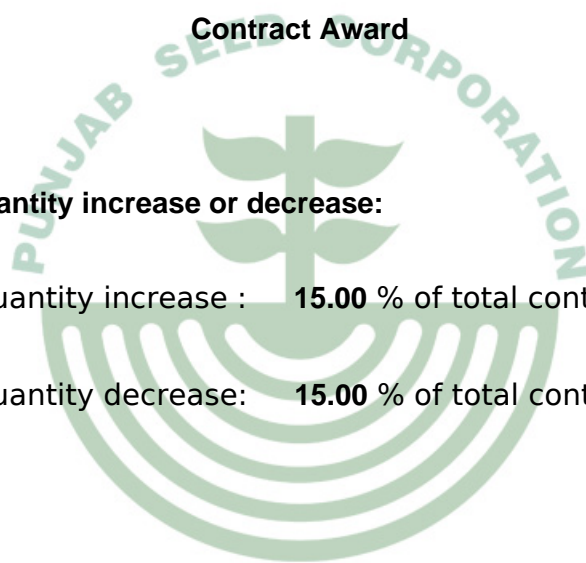 Contract Award
PUNJAB SEED CORPORATION
antity increase or decrease:
uantity increase : 15.00 % of total cont
uantity decrease: 15.00 % of total cont